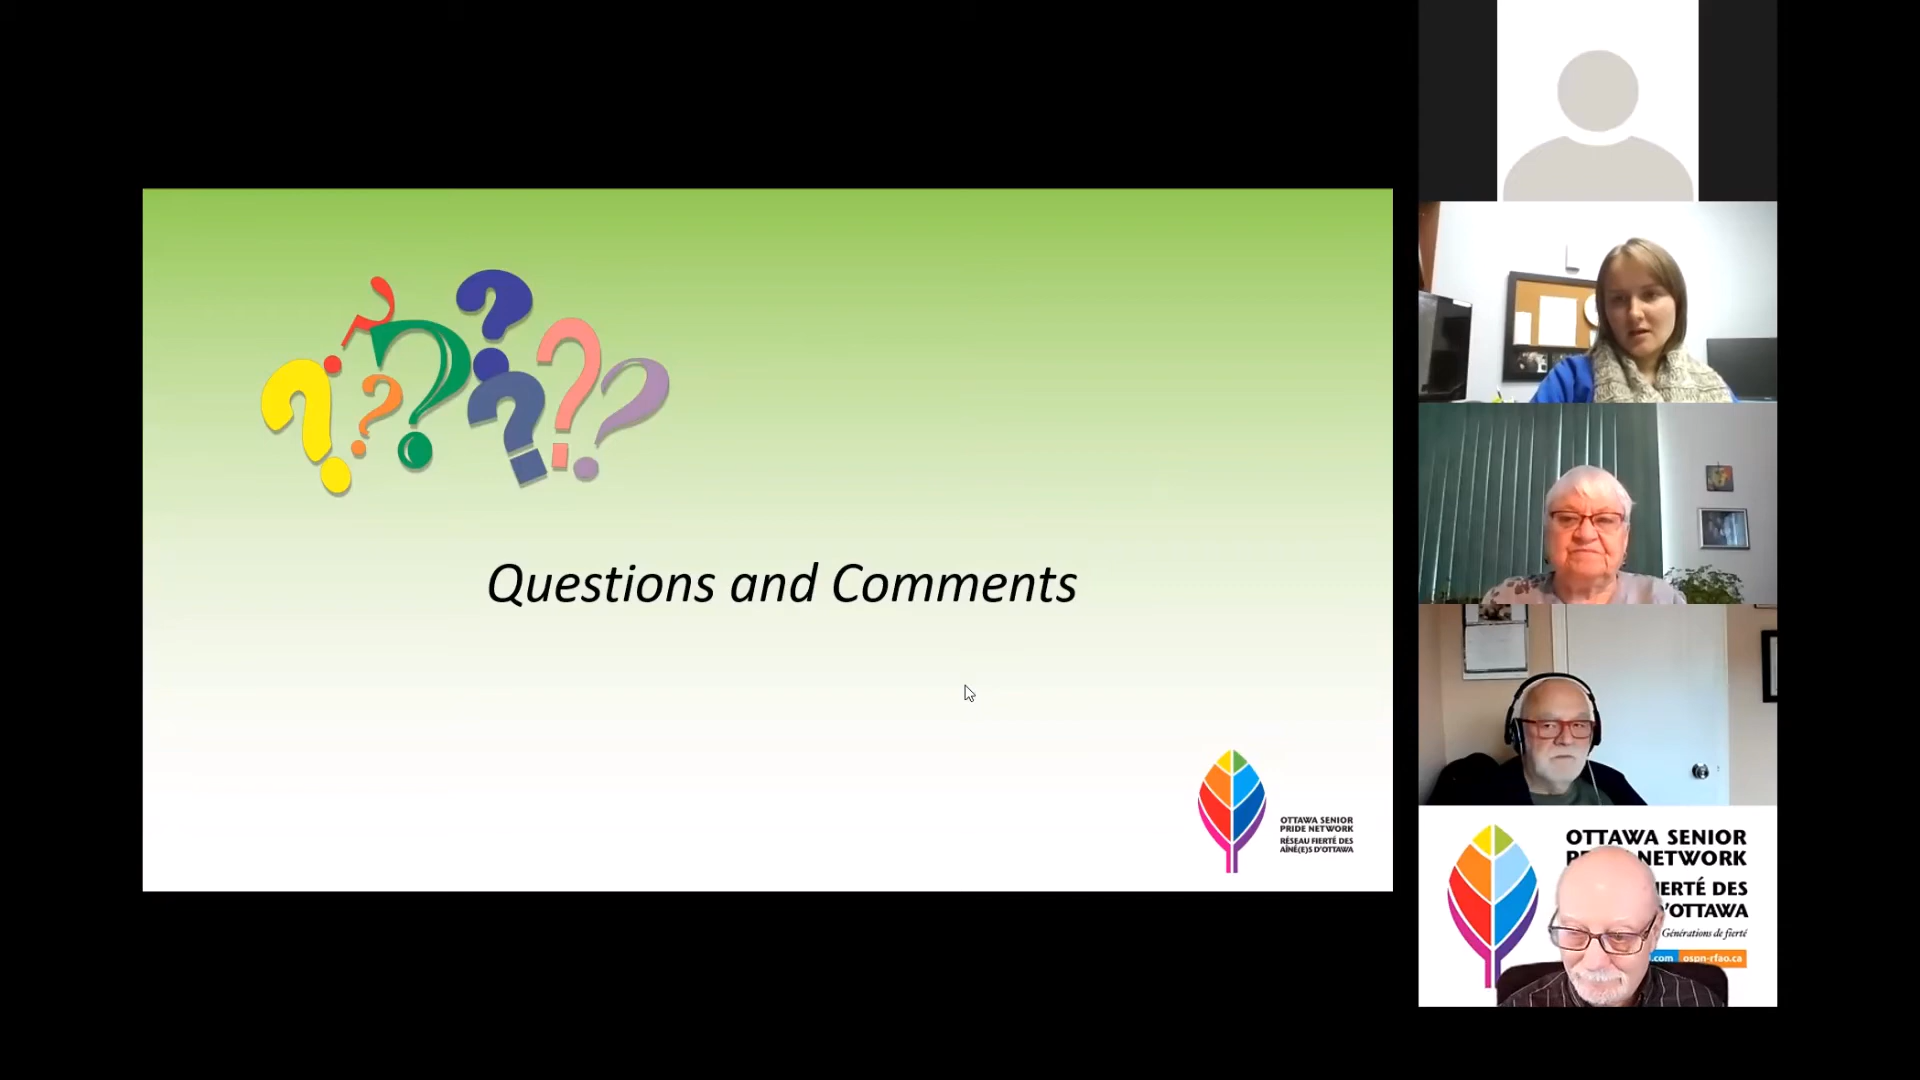 Questions and Comments
OTTAWA SENIOR
PRIDE NETWORK
RÉSEAU FIERTÉ DES
AÎNÉ(E)S D'OTTAWA
OTTAWA SENIOR
NETWORK
FIERTÉ DES
D'OTTAWA
Générations de fierté
.com ospn-rfao.ca